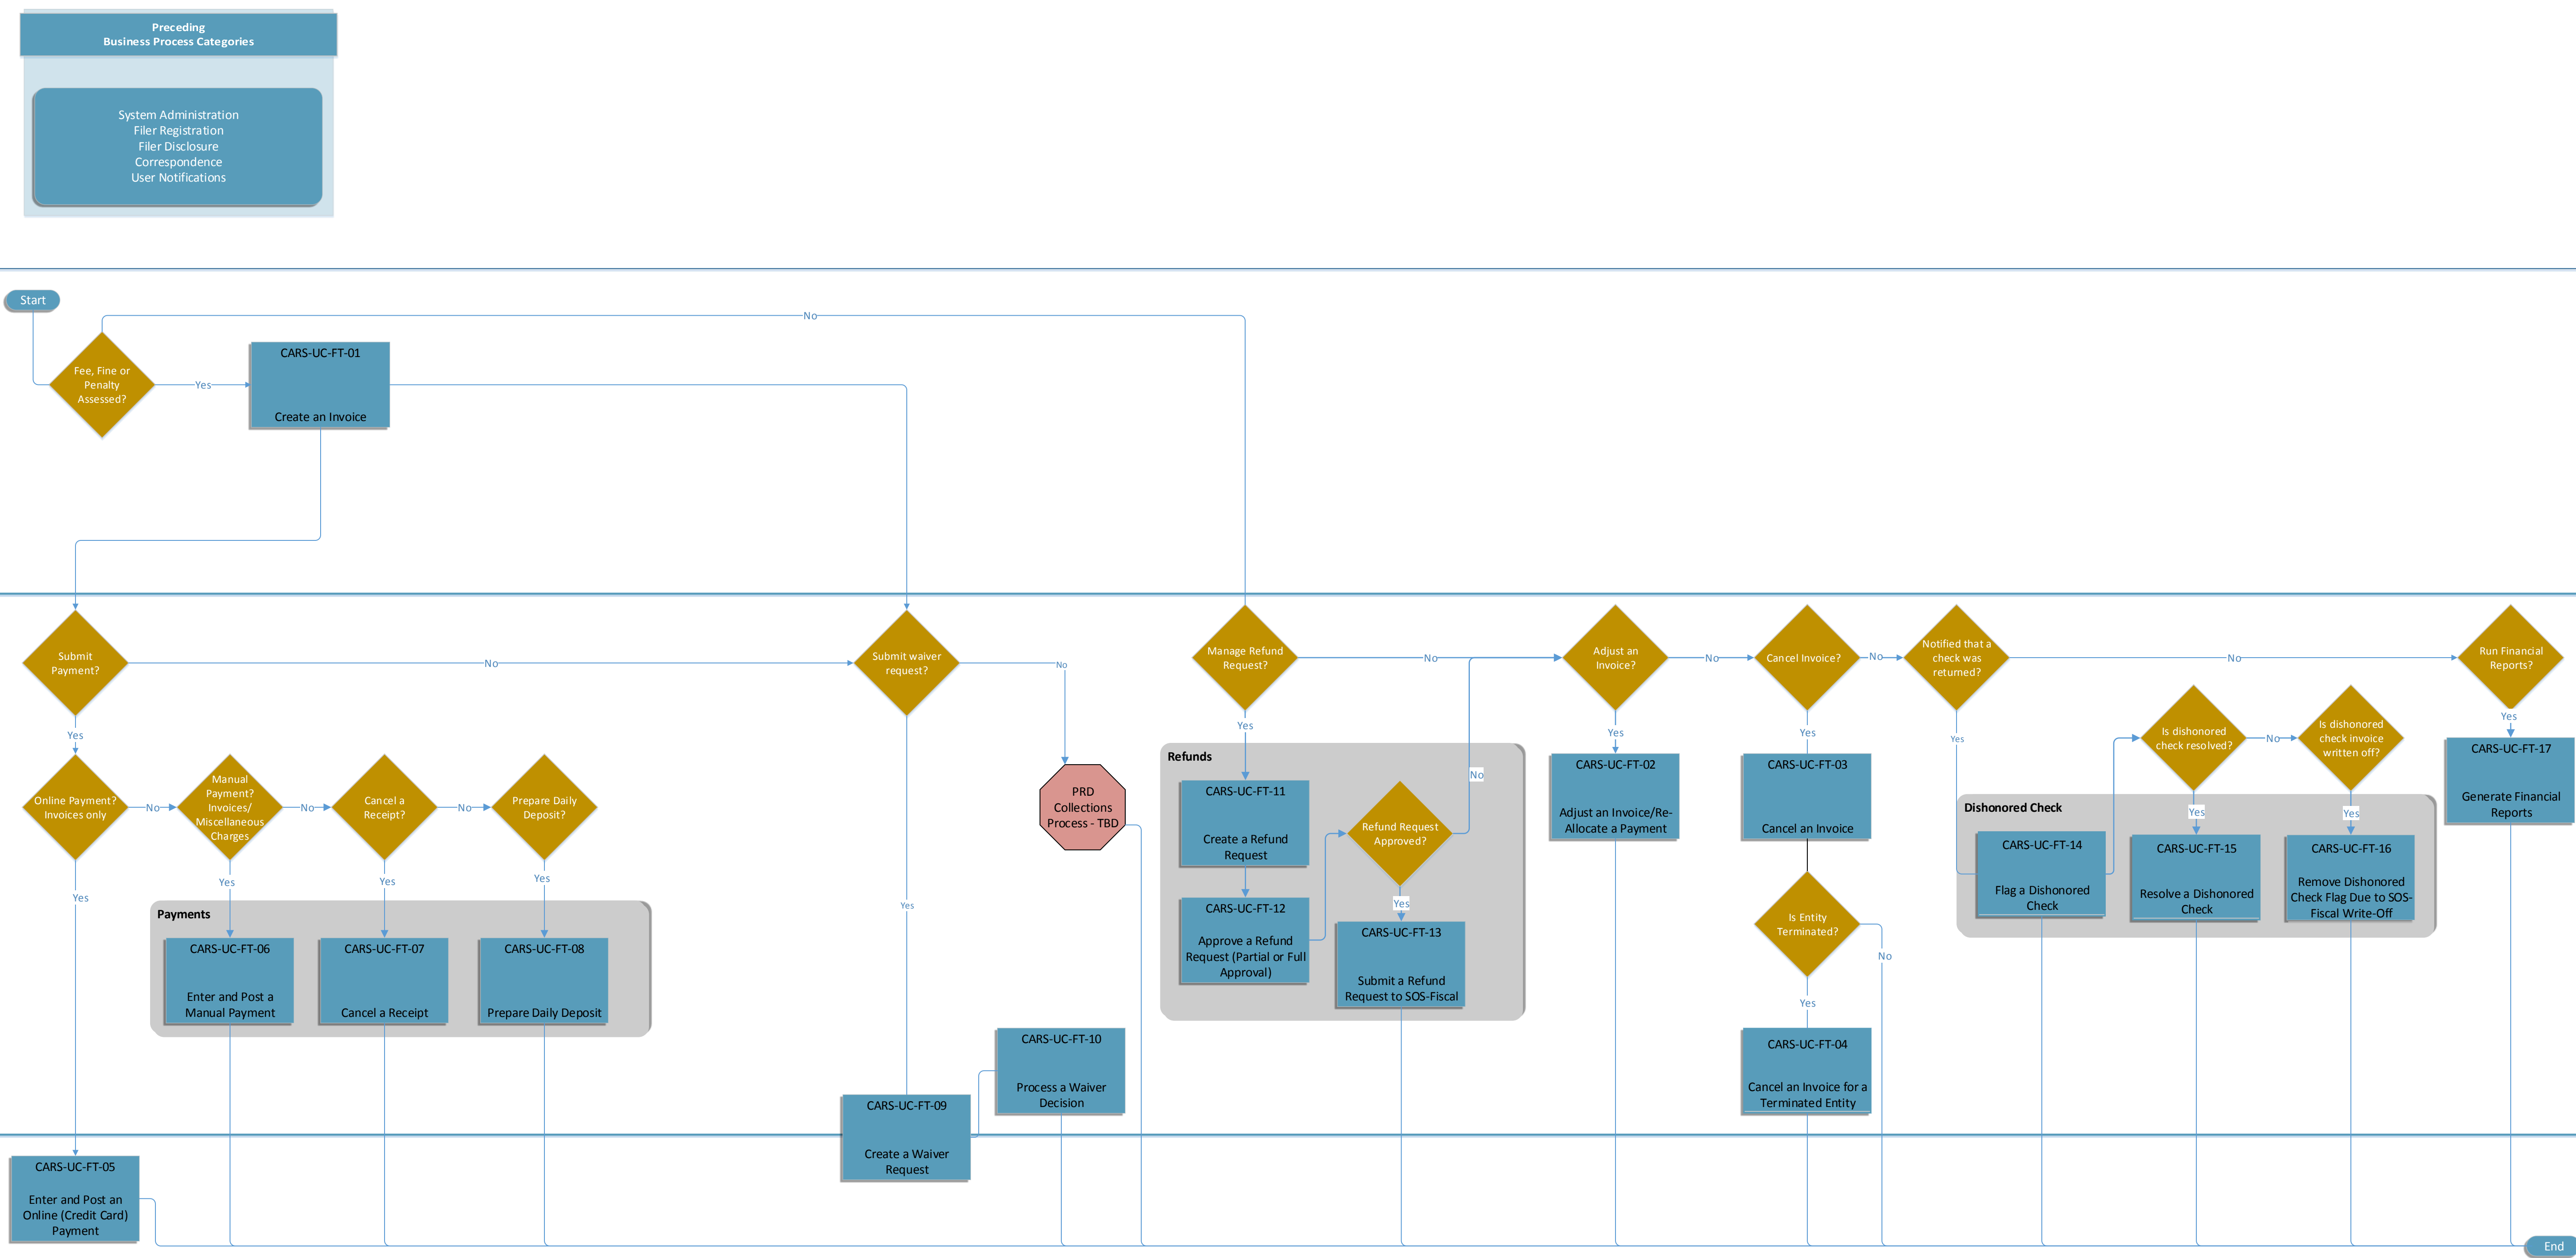 Preceding
Business Process Categories
System Administration
Filer Registration
Filer Disclosure
Correspondence
User Notifications
Start
No
Fee, Fine or
Penalty
Assessed?
Yes
CARS-UC-FT-01
Create an Invoice
Submit
Payment?
No
Submit waiver
request?
No
Manage Refund
Request?
No
Adjust an
Invoice?
No
Cancel Invoice?
No
Notified that a
check was
returned?
No
Run Financial
Reports?
Yes
Online Payment?
Invoices only
No
Manual
Payment?
Invoices/
Miscellaneous
Charges
No
Cancel a
Receipt?
No
Prepare Daily
Deposit?
Yes
Yes
Yes
Yes
Payments
CARS-UC-FT-06
Enter and Post a
Manual Payment
CARS-UC-FT-07
Cancel a Receipt
CARS-UC-FT-08
Prepare Daily Deposit
CARS-UC-FT-05
Enter and Post an
Online (Credit Card)
Payment
Yes
CARS-UC-FT-09
Create a Waiver
Request
CARS-UC-FT-10
Process a Waiver
Decision
PRD
Collections
Process - TBD
Yes
Refunds
CARS-UC-FT-11
Create a Refund
Request
CARS-UC-FT-12
Approve a Refund
Request (Partial or Full
Approval)
Refund Request
Approved?
No
Yes
CARS-UC-FT-13
Submit a Refund
Request to SOS-Fiscal
Yes
CARS-UC-FT-02
Adjust an Invoice/Re-
Allocate a Payment
Yes
CARS-UC-FT-03
Cancel an Invoice
Is Entity
Terminated?
No
Yes
CARS-UC-FT-04
Cancel an Invoice for a
Terminated Entity
Yes
Is dishonored
check resolved?
No
Is dishonored
check invoice
written off?
Yes
Yes
Dishonored Check
CARS-UC-FT-14
Flag a Dishonored
Check
CARS-UC-FT-15
Resolve a Dishonored
Check
CARS-UC-FT-16
Remove Dishonored
Check Flag Due to SOS-
Fiscal Write-Off
Yes
CARS-UC-FT-17
Generate Financial
Reports
End